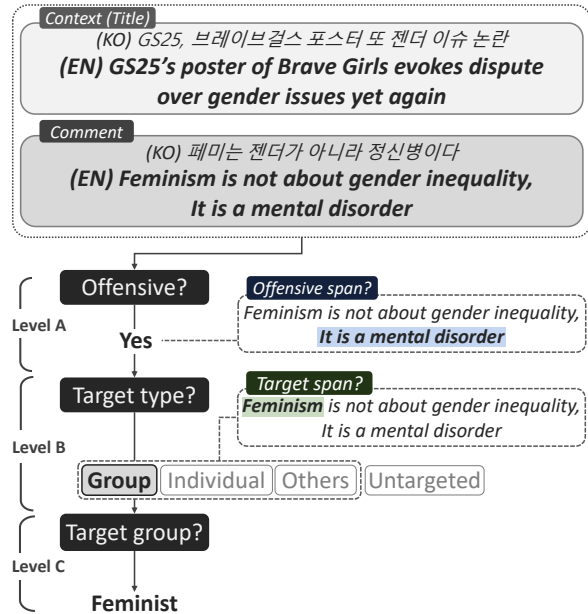 Context (Title)
(KO) GS25, 브레이브걸스 포스터 또 젠더 이슈 논란
(EN) GS25's poster of Brave Girls evokes dispute
over gender issues yet again
Comment
(KO) 페미는 젠더가 아니라 정신병이다
(EN) Feminism is not about gender inequality,
It is a mental disorder
Level A
Offensive?
Yes
Offensive span?
Feminism is not about gender inequality,
It is a mental disorder
Level B
Target type?
Target span?
Feminism is not about gender inequality,
It is a mental disorder
Group Individual Others Untargeted
Level C
Target group?
Feminist